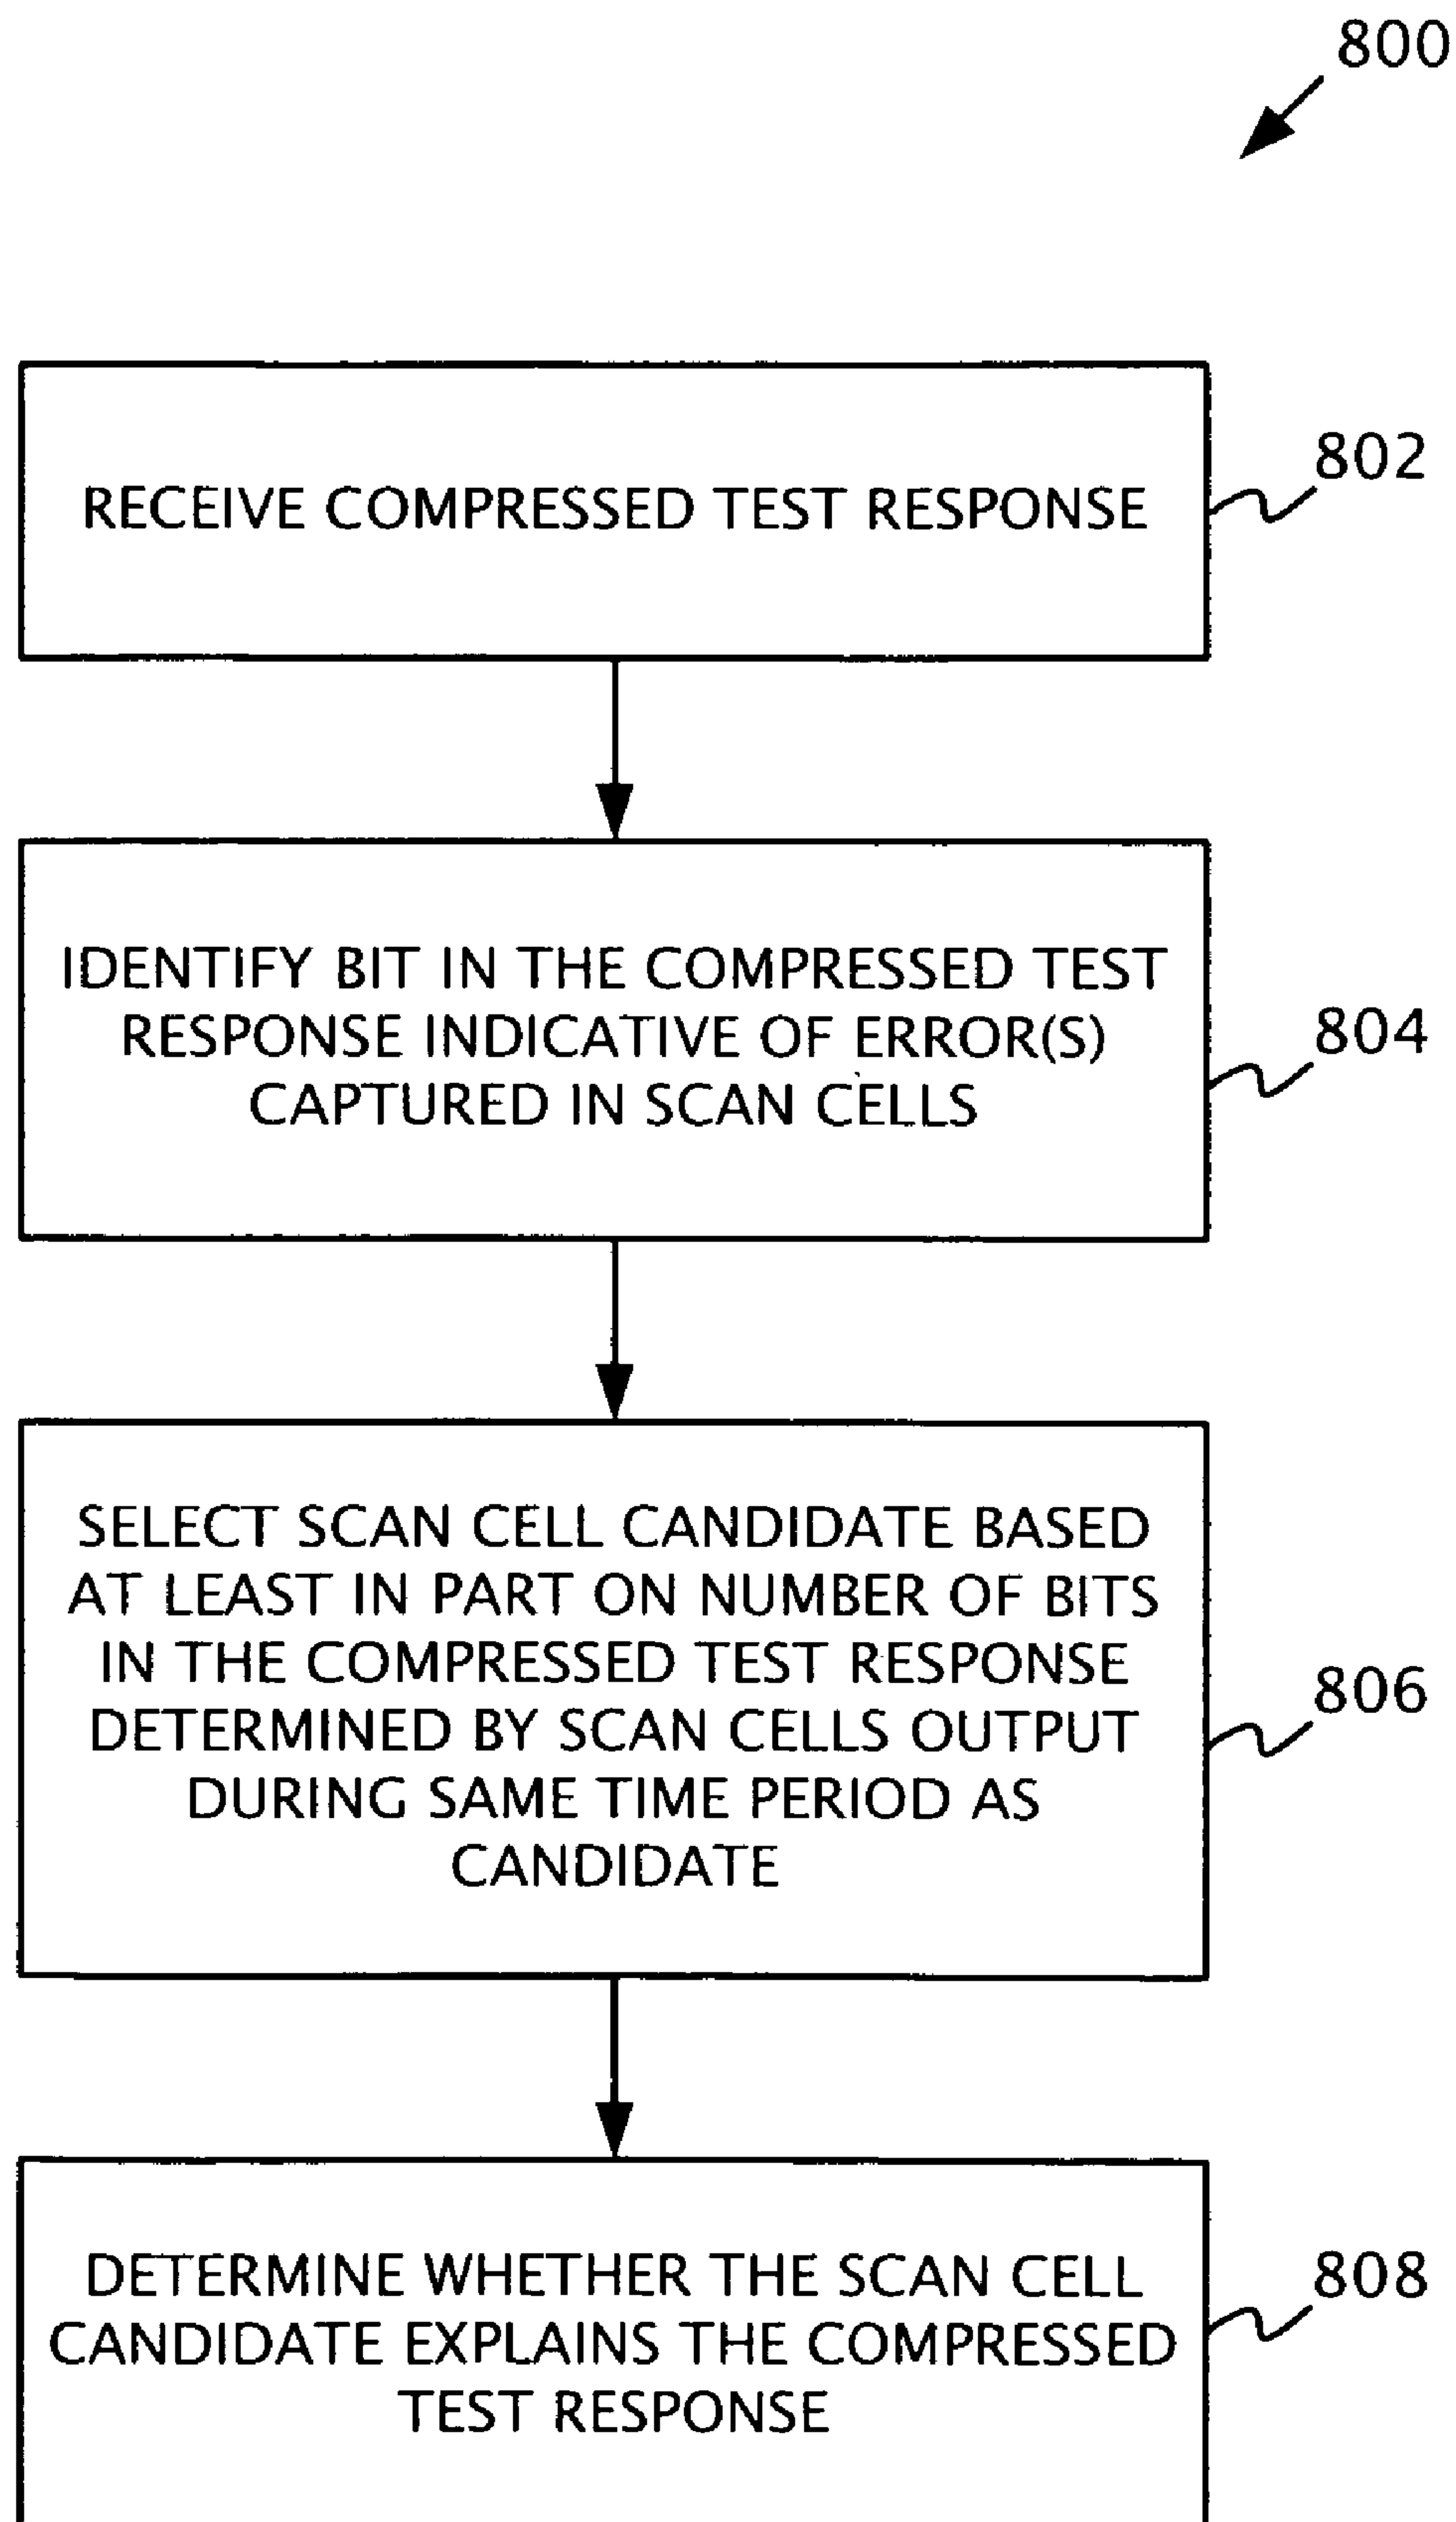 800
RECEIVE COMPRESSED TEST RESPONSE
802
IDENTIFY BIT IN THE COMPRESSED TEST
RESPONSE INDICATIVE OF ERROR(S)
CAPTURED IN SCAN CELLS
804
SELECT SCAN CELL CANDIDATE BASED
AT LEAST IN PART ON NUMBER OF BITS
IN THE COMPRESSED TEST RESPONSE
DETERMINED BY SCAN CELLS OUTPUT
DURING SAME TIME PERIOD AS
CANDIDATE
806
DETERMINE WHETHER THE SCAN CELL
CANDIDATE EXPLAINS THE COMPRESSED
TEST RESPONSE
808